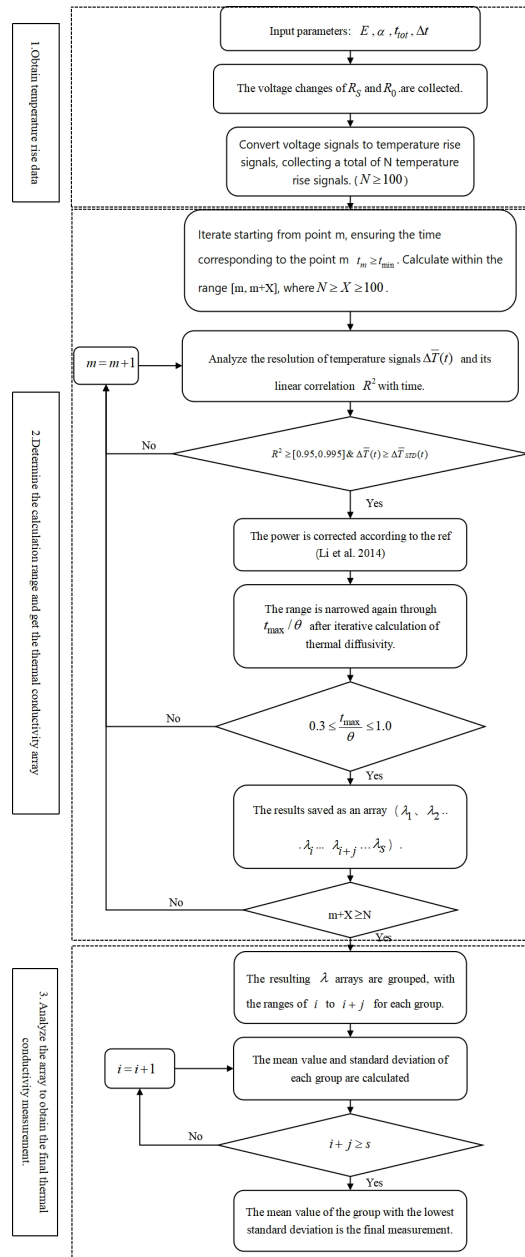 1.Obtain temperature rise
data
Input parameters: E , α , t_tot , Δt
The voltage changes of R_S and R_0 .are collected.
Convert voltage signals to temperature rise
signals, collecting a total of N temperature
rise signals. ( N ≥ 100 )
2.Determine the calculation range and get the thermal conductivity
array
Iterate starting from point m, ensuring the time
corresponding to the point m t_m ≥ t_min . Calculate within the
range [m, m+X], where N ≥ X ≥ 100 .
m = m+1
Analyze the resolution of temperature signals ΔT̅(t) and its
linear correlation R² with time.
No
R² ≥ [0.95,0.995] & ΔT̅(t) ≥ ΔT̅_STD(t)
Yes
The power is corrected according to the ref
(Li et al. 2014)
The range is narrowed again through
t_max / θ after iterative calculation of
thermal diffusivity.
No
0.3 ≤ t_max/θ ≤ 1.0
Yes
The results saved as an array ( λ_1 、 λ_2 ..
. λ_i ... λ_{i+j} ... λ_S ) .
No
m+X≥N
Yes
3. Analyze the array to obtain the final thermal
conductivity measurement.
The resulting λ arrays are grouped, with
the ranges of i to i + j for each group.
i = i+1
The mean value and standard deviation of
each group are calculated
No
i + j ≥ s
Yes
The mean value of the group with the lowest
standard deviation is the final measurement.